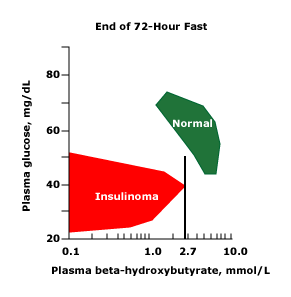 End of 72-Hour Fast
Plasma glucose, mg/dL
80
60
40
20
Normal
Insulinoma
0.1
1.0
2.7
10.0
Plasma beta-hydroxybutyrate, mmol/L